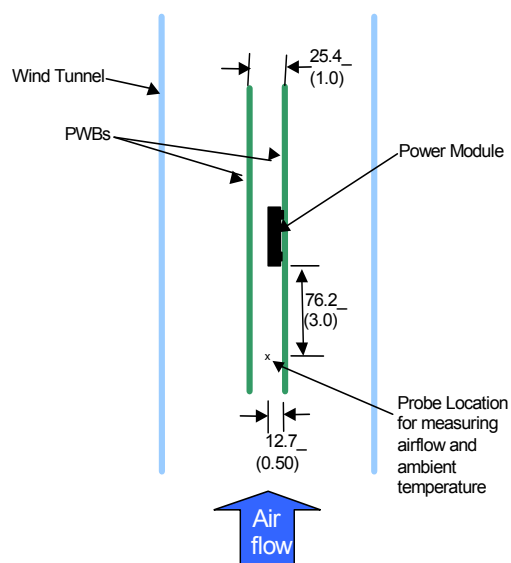 25.4_
(1.0)
Wind Tunnel
PWBs
Power Module
76.2_
(3.0)
x
Probe Location
for measuring
airflow and
ambient
temperature
12.7_
(0.50)
Air
flow